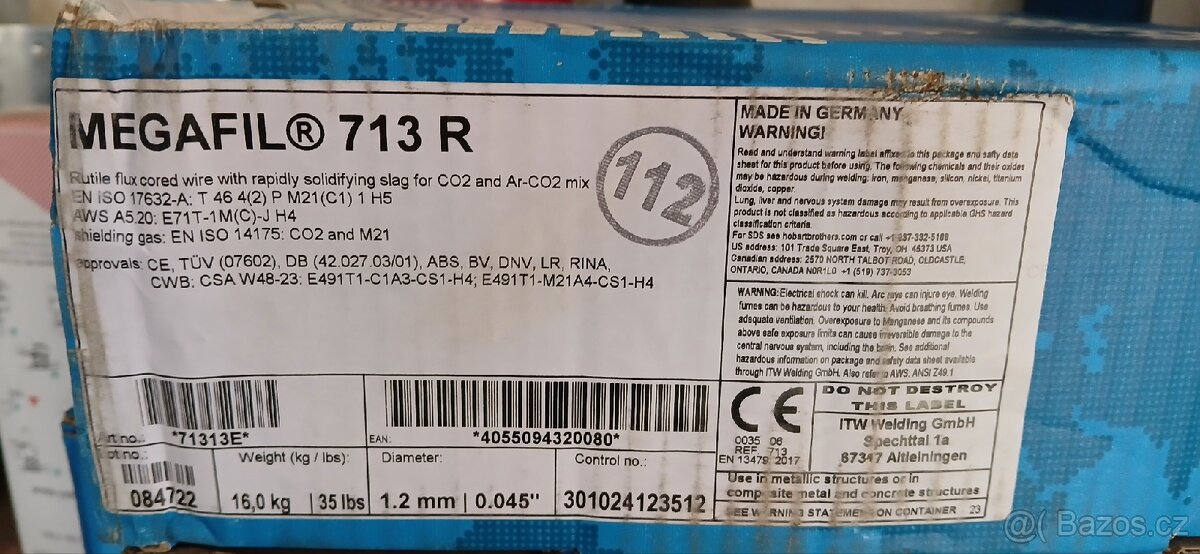 MEGAFIL® 713 R
112
Rutile flux cored wire with rapidly solidifying slag for CO2 and Ar-CO2 mix
EN ISO 17632-A: T 46 4(2) P M21(C1) 1 H5
AWS A5.20: E71T-1M(C)-J H4
shielding gas: EN ISO 14175: CO2 and M21
approvals: CE, TÜV (07602), DB (42.027.03/01), ABS, BV, DNV, LR, RINA,
CWB: CSA W48-23: E491T1-C1A3-CS1-H4; E491T1-M21A4-CS1-H4
MADE IN GERMANY
WARNING!
Read and understand warning label affixed to this package and safty data
sheet for this product before using. The following chemicals and their oxides
may be hazardous during welding: iron, manganese, silicon, nickel, titanium
dioxide, copper.
Lung, liver and nervous system damage may result from overexposure. This
product is not classified as hazardous according to applicable GHS hazard
classification criteria.
For SDS see hobartbrothers.com or call +1-937-332-5188
US address: 101 Trade Square East, Troy, OH 45373 USA
Canadian address: 2570 NORTH TALBOT ROAD, OLDCASTLE,
ONTARIO, CANADA N0R1L0 +1 (519) 737-3053
WARNING: Electrical shock can kill. Arc rays can injure eye. Welding
fumes can be hazardous to your health. Avoid breathing fumes. Use
adequate ventilation. Overexposure to Manganese and its compounds
above safe exposure limits can cause irreversible damage to the
central nervous system, including the brain. See additional
hazardous information on package and safety data sheet available
through ITW Welding GmbH. Also refer to AWS. ANSI Z49.1
Art no.: *71313E*
EAN: *4055094320080*
Lot no.: 084722
Weight (kg / lbs): 16,0 kg 35 lbs
Diameter: 1.2 mm 0.045"
Control no.: 301024123512
CE
0035 06
REF 713
EN 13479 2017
DO NOT DESTROY
THIS LABEL
ITW Welding GmbH
Spechttal 1a
67317 Altleiningen
Use in metallic structures or in
composite metal and concrete structures
SEE WARNING STATEMENT ON CONTAINER 23
@( Bazos.cz